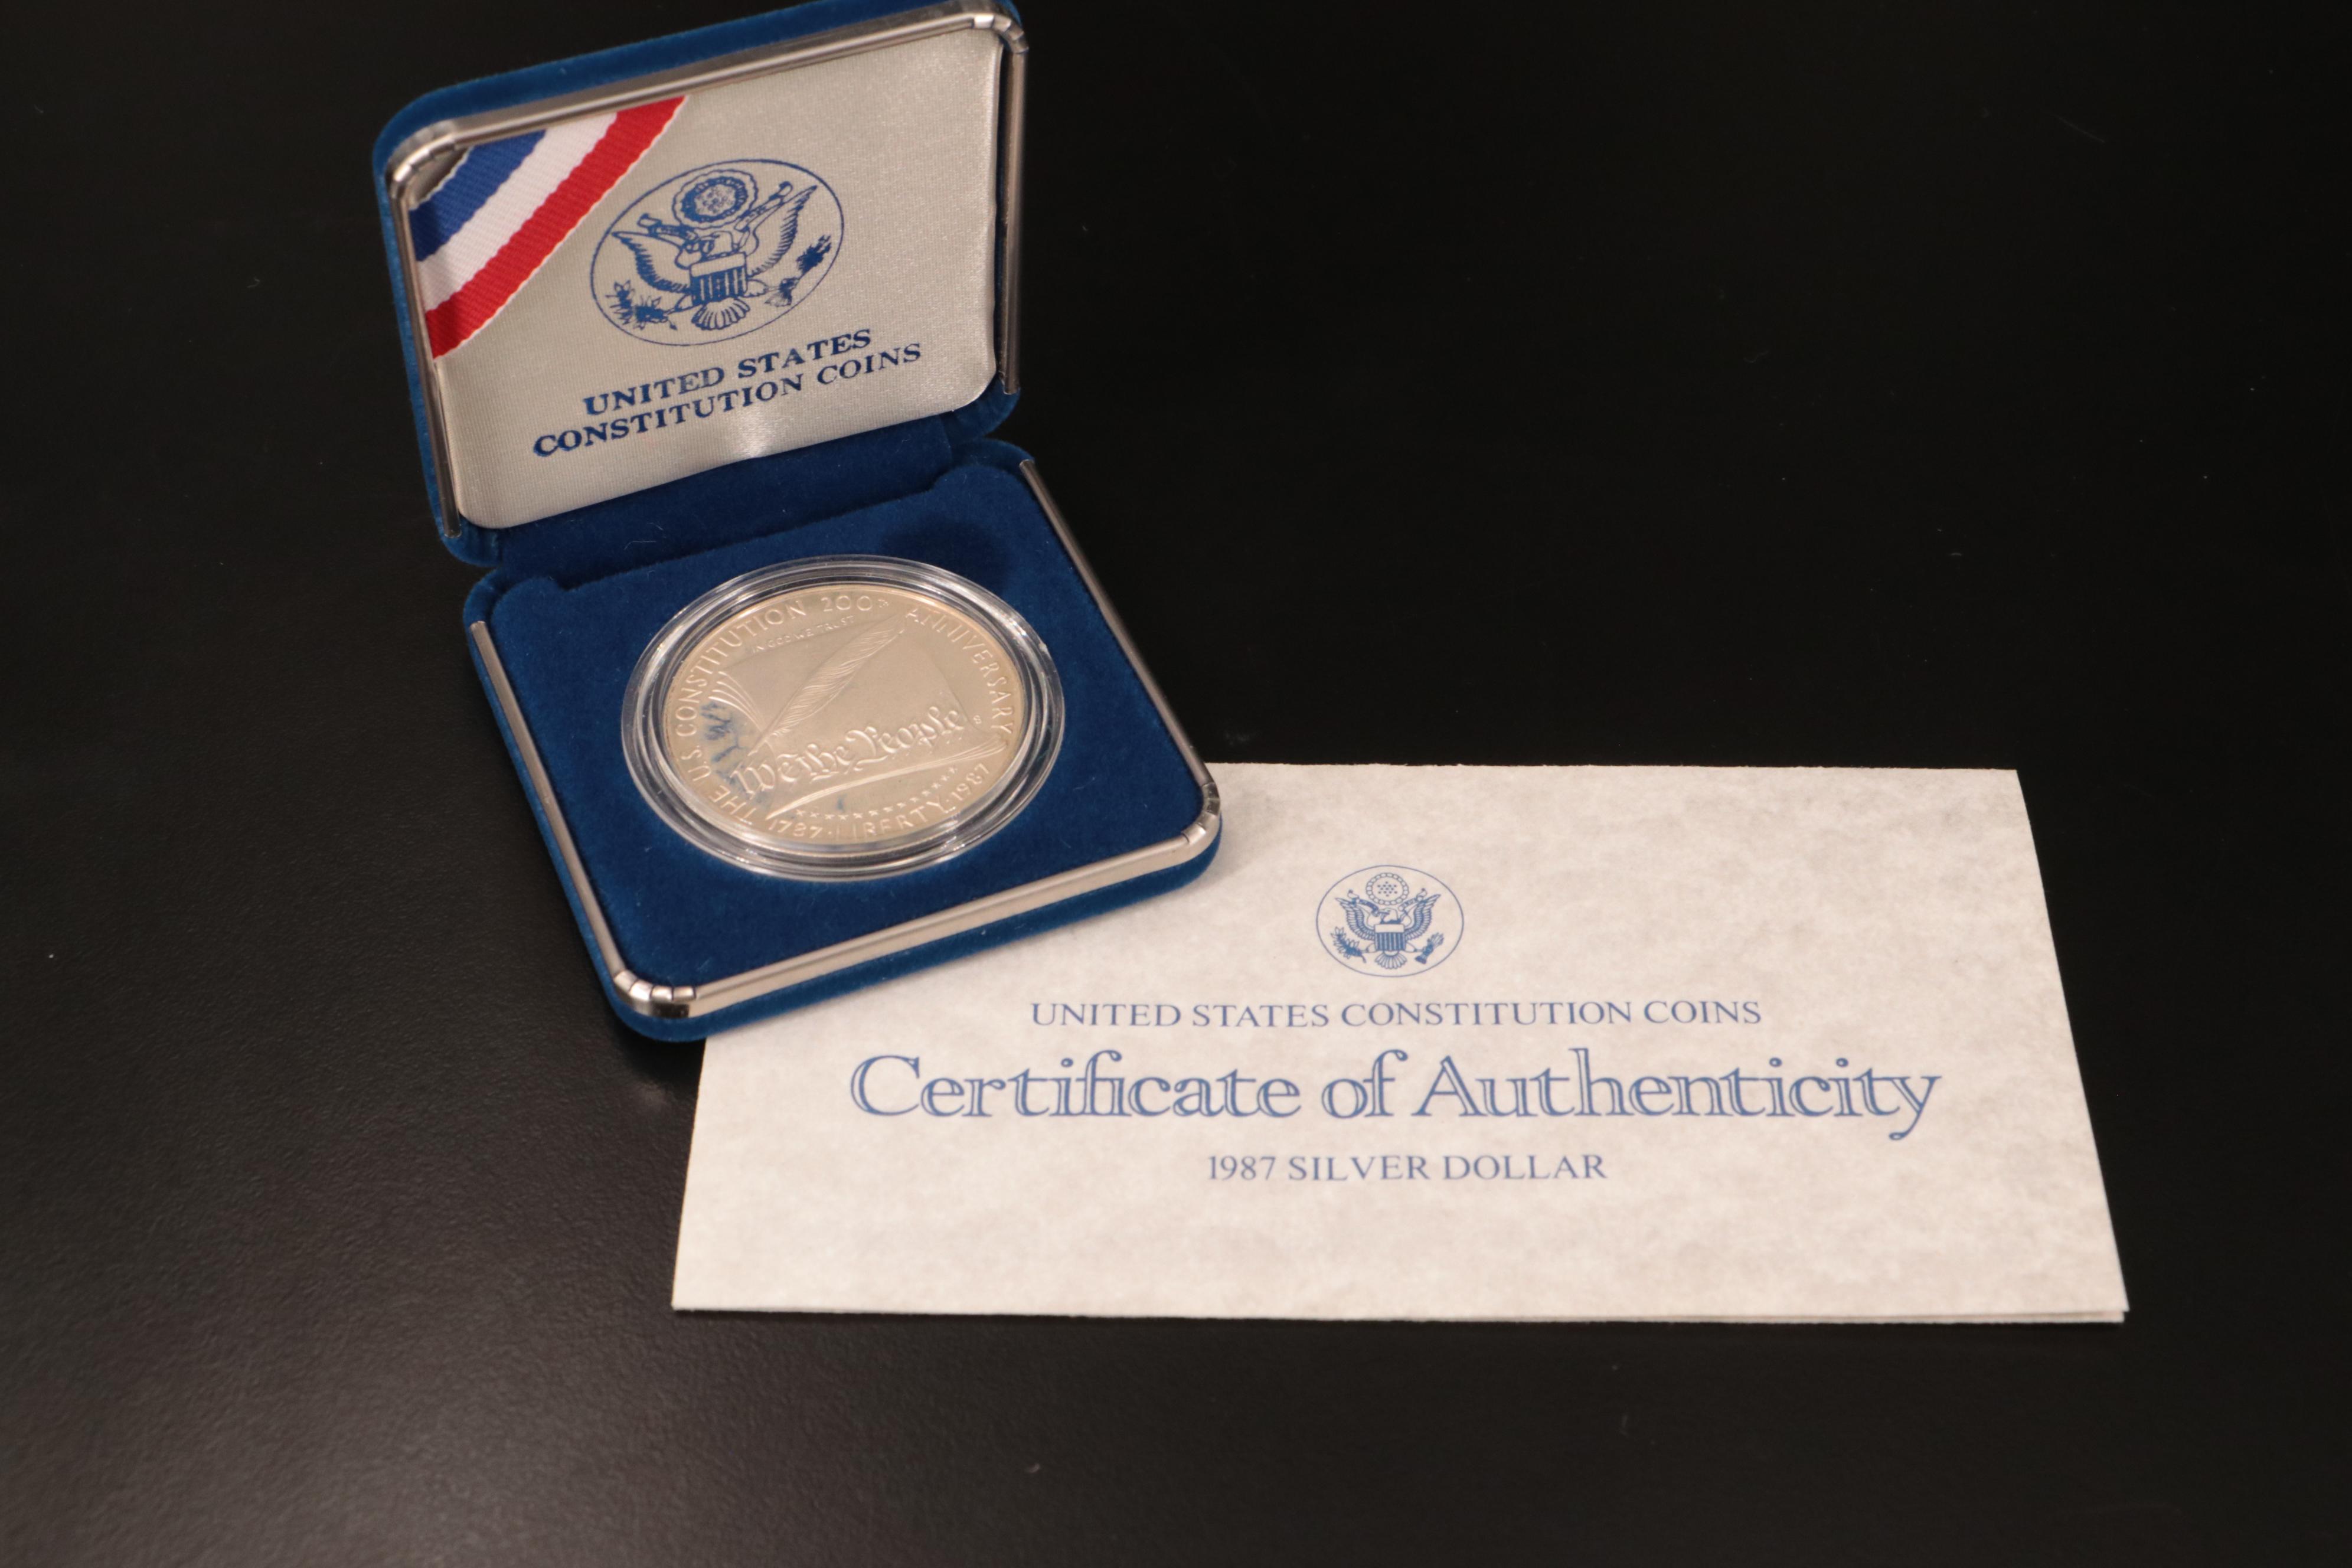 UNITED STATES
CONSTITUTION COINS
THE U.S. CONSTITUTION 200TH ANNIVERSARY
IN GOD WE TRUST
We the People
S
1787 · LIBERTY · 1987
UNITED STATES CONSTITUTION COINS
Certificate of Authenticity
1987 SILVER DOLLAR